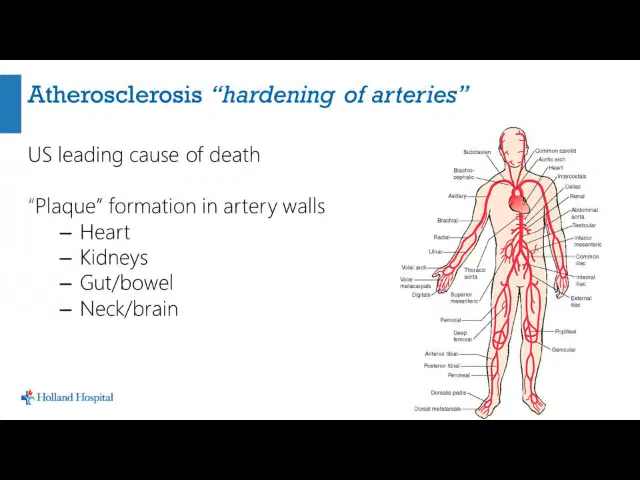 Atherosclerosis “hardening of arteries”
US leading cause of death
“Plaque” formation in artery walls
– Heart
– Kidneys
– Gut/bowel
– Neck/brain
Subclavian
Brachio-
cephalic
Axillary
Brachial
Radial
Ulnar
Volar arch
Volar
metacarpals
Digitals
Thoracic
aorta
Superior
mesenteric
Femoral
Deep
femoral
Anterior tibial
Posterior tibial
Peroneal
Dorsalis pedis
Dorsal metatarsals
Common carotid
Aortic arch
Heart
Intercostals
Celiac
Renal
Abdominal
aorta
Testicular
Inferior
mesenteric
Common
iliac
Internal
iliac
External
iliac
Popliteal
Genicular
Holland Hospital